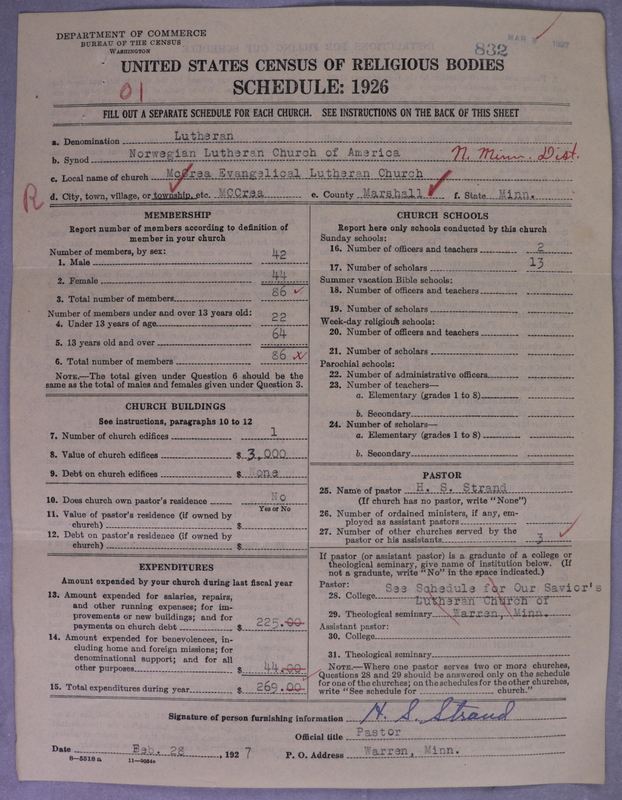 DEPARTMENT OF COMMERCE
BUREAU OF THE CENSUS
WASHINGTON
832
UNITED STATES CENSUS OF RELIGIOUS BODIES
SCHEDULE: 1926
01
FILL OUT A SEPARATE SCHEDULE FOR EACH CHURCH. SEE INSTRUCTIONS ON THE BACK OF THIS SHEET
a. Denomination Lutheran
b. Synod Norwegian Lutheran Church of America N. Minn. Dist.
c. Local name of church McCrea Evangelical Lutheran Church
R d. City, town, village, or township, etc. McCrea e. County Marshall f. State Minn.
MEMBERSHIP
Report number of members according to definition of
member in your church
Number of members, by sex:
1. Male 42
2. Female 44
3. Total number of members 86
Number of members under and over 13 years old:
4. Under 13 years of age 22
5. 13 years old and over 64
6. Total number of members 86
NOTE.—The total given under Question 6 should be the
same as the total of males and females given under Question 3.
CHURCH BUILDINGS
See instructions, paragraphs 10 to 12
7. Number of church edifices 1
8. Value of church edifices $ 3,000
9. Debt on church edifices $ None
10. Does church own pastor's residence No
Yes or No
11. Value of pastor's residence (if owned by
church) $
12. Debt on pastor's residence (if owned by
church) $
EXPENDITURES
Amount expended by your church during last fiscal year
13. Amount expended for salaries, repairs,
and other running expenses; for im-
provements or new buildings; and for
payments on church debt $ 225.00
14. Amount expended for benevolences, in-
cluding home and foreign missions; for
denominational support; and for all
other purposes $ 44.00
15. Total expenditures during year $ 269.00
CHURCH SCHOOLS
Report here only schools conducted by this church
Sunday schools:
16. Number of officers and teachers 2
17. Number of scholars 13
Summer vacation Bible schools:
18. Number of officers and teachers
19. Number of scholars
Week-day religious schools:
20. Number of officers and teachers
21. Number of scholars
Parochial schools:
22. Number of administrative officers
23. Number of teachers—
a. Elementary (grades 1 to 8)
b. Secondary
24. Number of scholars—
a. Elementary (grades 1 to 8)
b. Secondary
PASTOR
25. Name of pastor H. S. Strand
(If church has no pastor, write "None")
26. Number of ordained ministers, if any, em-
ployed as assistant pastors
27. Number of other churches served by the
pastor or his assistants 3
If pastor (or assistant pastor) is a graduate of a college or
theological seminary, give name of institution below. (If
not a graduate, write "No" in the space indicated.)
Pastor:
28. College See Schedule for Our Savior's
Lutheran Church of
29. Theological seminary Warren, Minn.
Assistant pastor:
30. College
31. Theological seminary
NOTE.—Where one pastor serves two or more churches,
Questions 28 and 29 should be answered only on the schedule
for one of the churches; on the schedules for the other churches,
write "See schedule for church."
Signature of person furnishing information H. S. Strand
Official title Pastor
Date Feb. 28, 1927 P. O. Address Warren, Minn.
8—5518 a 11—9054